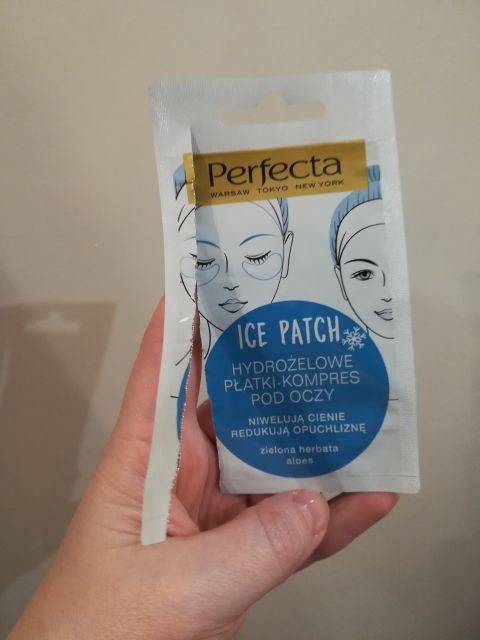 Perfecta
WARSAW TOKYO NEW YORK
ICE PATCH
HYDROŻELOWE
PŁATKI-KOMPRES
POD OCZY
NIWELUJĄ CIENIE
REDUKUJĄ OPUCHLIZNĘ
zielona herbata
aloes